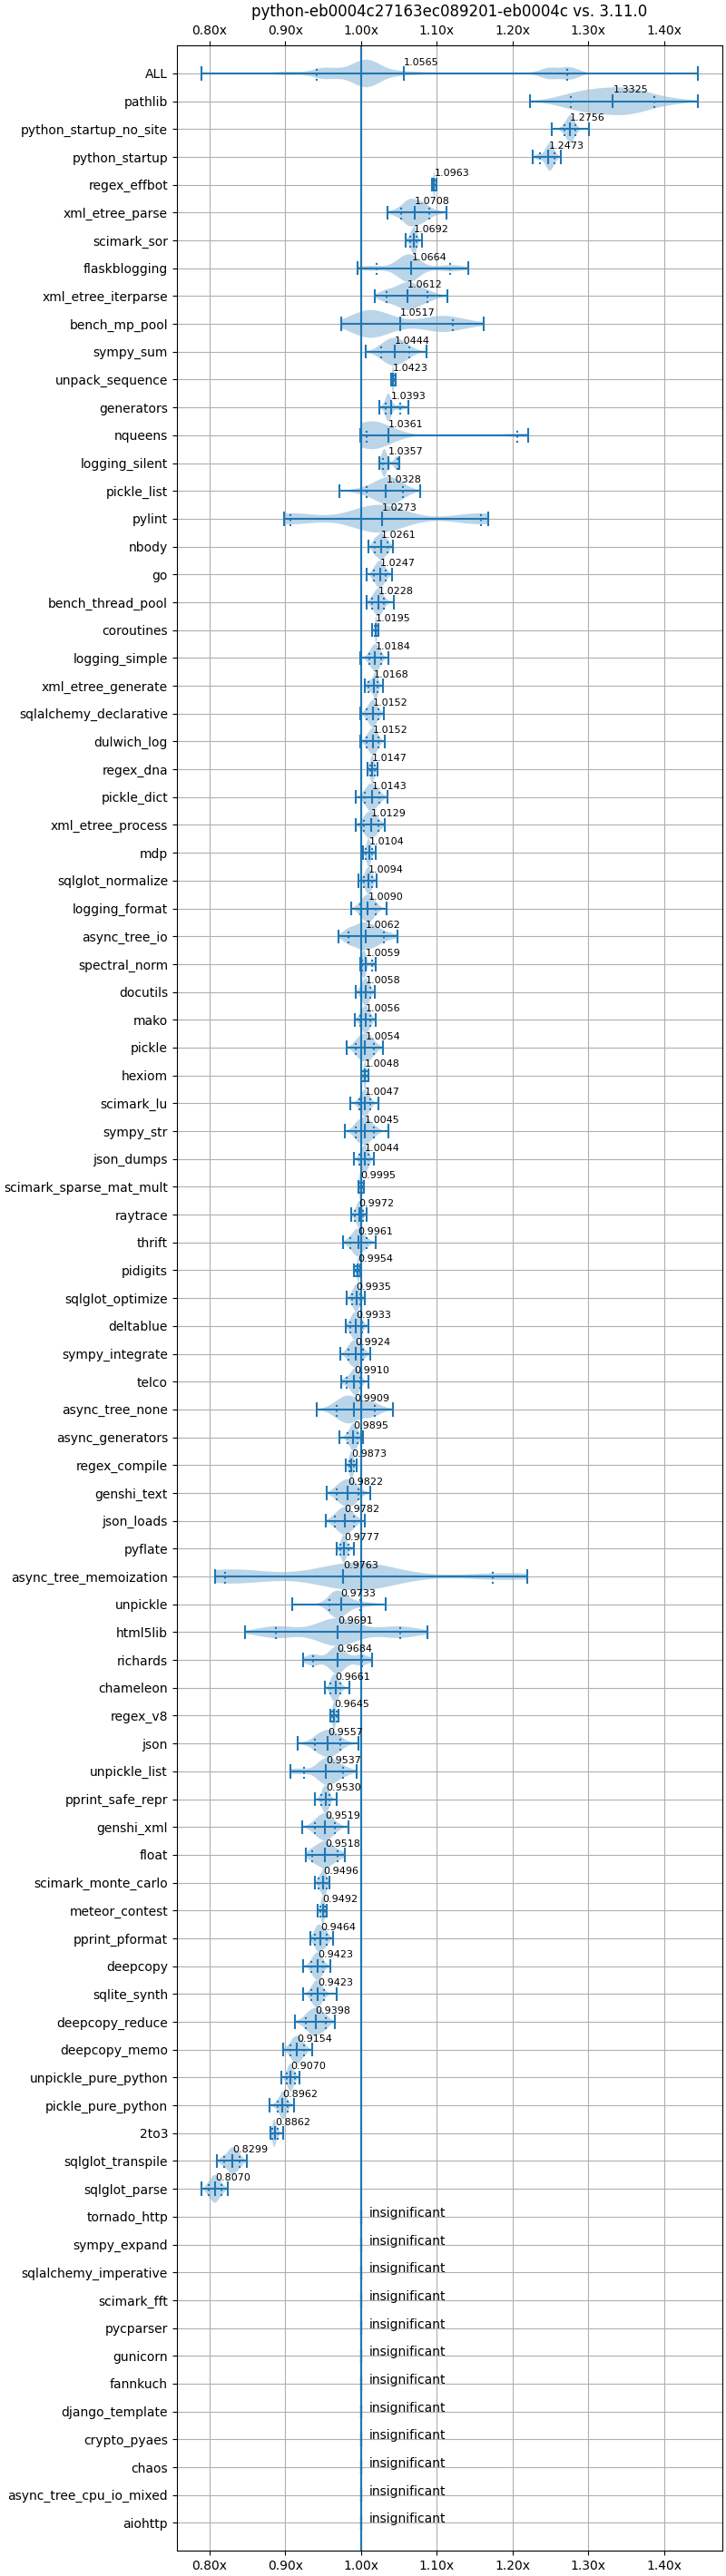 python-eb0004c27163ec089201-eb0004c vs. 3.11.0
0.80x 0.90x 1.00x 1.10x 1.20x 1.30x 1.40x
ALL 1.0565
pathlib 1.3325
python_startup_no_site 1.2756
python_startup 1.2473
regex_effbot 1.0963
xml_etree_parse 1.0708
scimark_sor 1.0692
flaskblogging 1.0664
xml_etree_iterparse 1.0612
bench_mp_pool 1.0517
sympy_sum 1.0444
unpack_sequence 1.0423
generators 1.0393
nqueens 1.0361
logging_silent 1.0357
pickle_list 1.0328
pylint 1.0273
nbody 1.0261
go 1.0247
bench_thread_pool 1.0228
coroutines 1.0195
logging_simple 1.0184
xml_etree_generate 1.0168
sqlalchemy_declarative 1.0152
dulwich_log 1.0152
regex_dna 1.0147
pickle_dict 1.0143
xml_etree_process 1.0129
mdp 1.0104
sqlglot_normalize 1.0094
logging_format 1.0090
async_tree_io 1.0062
spectral_norm 1.0059
docutils 1.0058
mako 1.0056
pickle 1.0054
hexiom 1.0048
scimark_lu 1.0047
sympy_str 1.0045
json_dumps 1.0044
scimark_sparse_mat_mult 0.9995
raytrace 0.9972
thrift 0.9961
pidigits 0.9954
sqlglot_optimize 0.9935
deltablue 0.9933
sympy_integrate 0.9924
telco 0.9910
async_tree_none 0.9909
async_generators 0.9895
regex_compile 0.9873
genshi_text 0.9822
json_loads 0.9782
pyflate 0.9777
async_tree_memoization 0.9763
unpickle 0.9733
html5lib 0.9691
richards 0.9684
chameleon 0.9661
regex_v8 0.9645
json 0.9557
unpickle_list 0.9537
pprint_safe_repr 0.9530
genshi_xml 0.9519
float 0.9518
scimark_monte_carlo 0.9496
meteor_contest 0.9492
pprint_pformat 0.9464
deepcopy 0.9423
sqlite_synth 0.9423
deepcopy_reduce 0.9398
deepcopy_memo 0.9154
unpickle_pure_python 0.9070
pickle_pure_python 0.8962
2to3 0.8862
sqlglot_transpile 0.8299
sqlglot_parse 0.8070
tornado_http insignificant
sympy_expand insignificant
sqlalchemy_imperative insignificant
scimark_fft insignificant
pycparser insignificant
gunicorn insignificant
fannkuch insignificant
django_template insignificant
crypto_pyaes insignificant
chaos insignificant
async_tree_cpu_io_mixed insignificant
aiohttp insignificant
0.80x 0.90x 1.00x 1.10x 1.20x 1.30x 1.40x